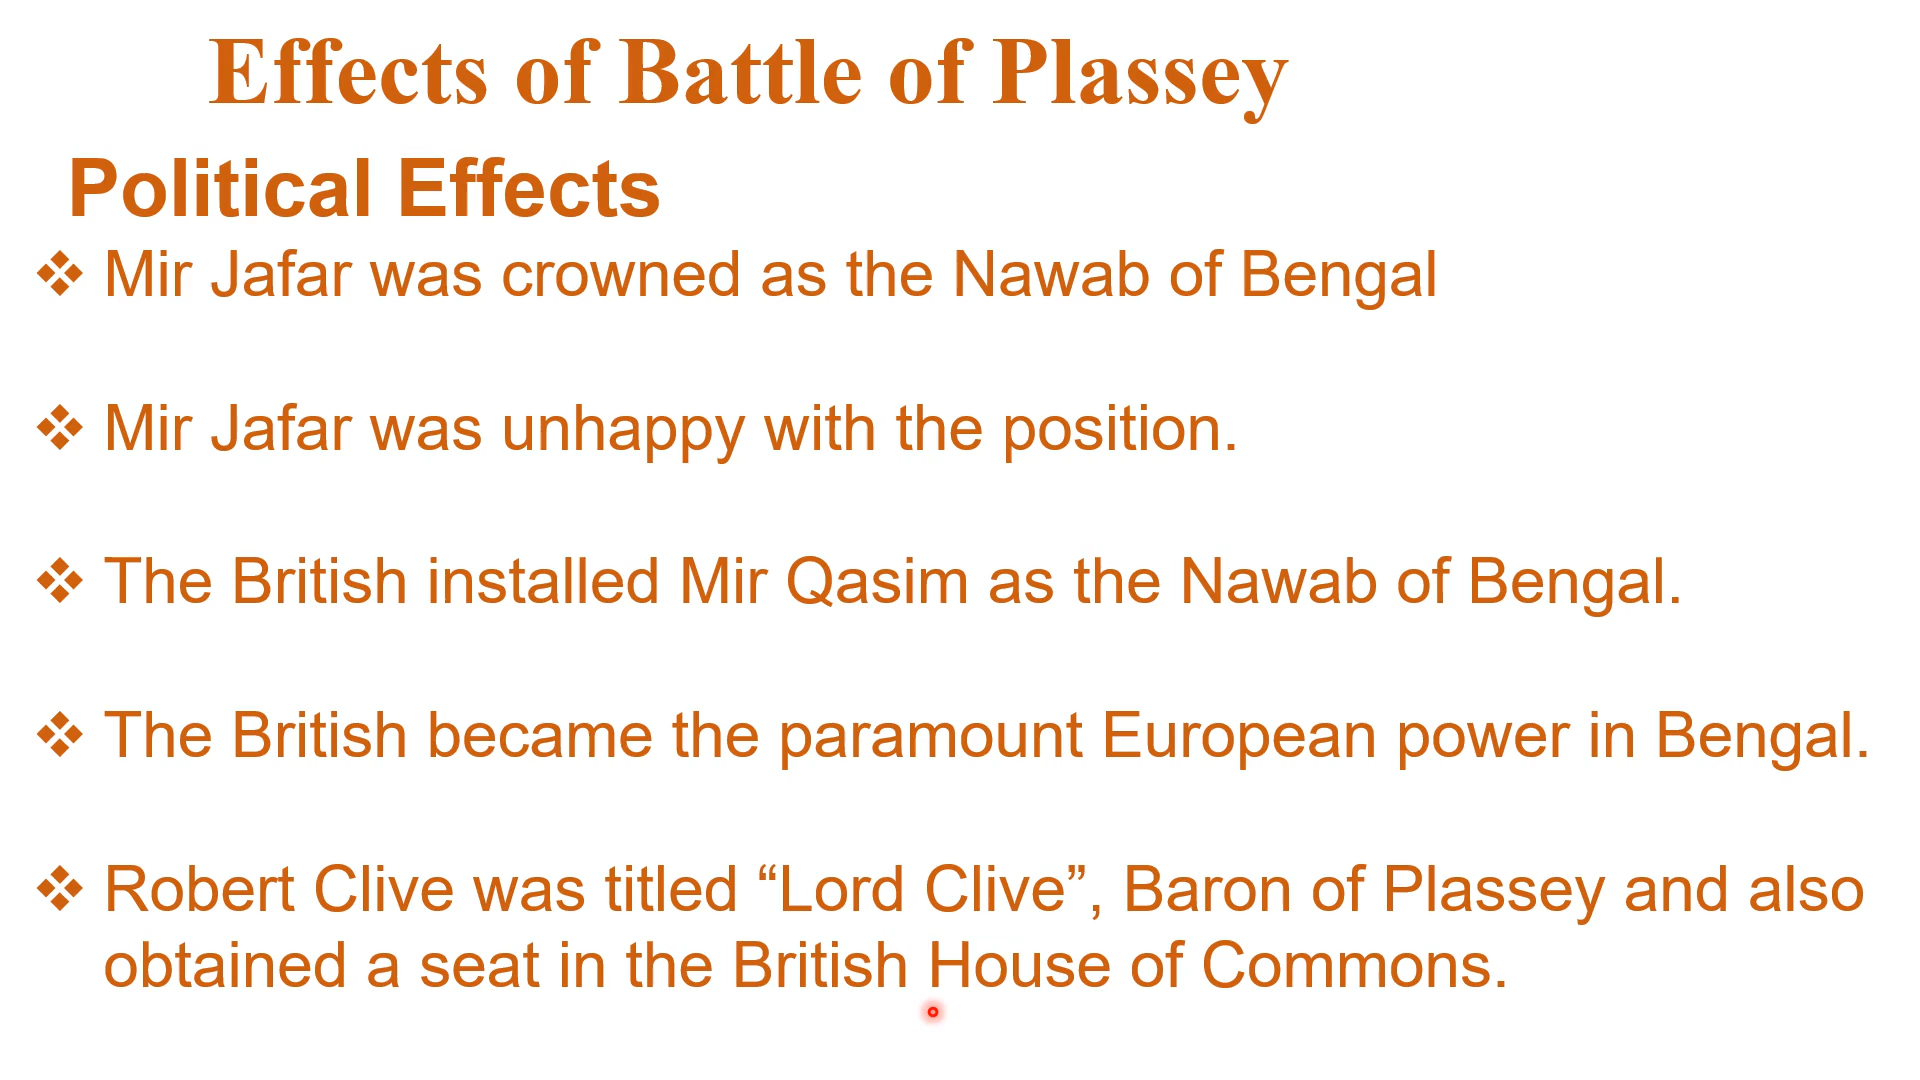 Effects of Battle of Plassey
Political Effects
❖ Mir Jafar was crowned as the Nawab of Bengal
❖ Mir Jafar was unhappy with the position.
❖ The British installed Mir Qasim as the Nawab of Bengal.
❖ The British became the paramount European power in Bengal.
❖ Robert Clive was titled “Lord Clive”, Baron of Plassey and also
obtained a seat in the British House of Commons.